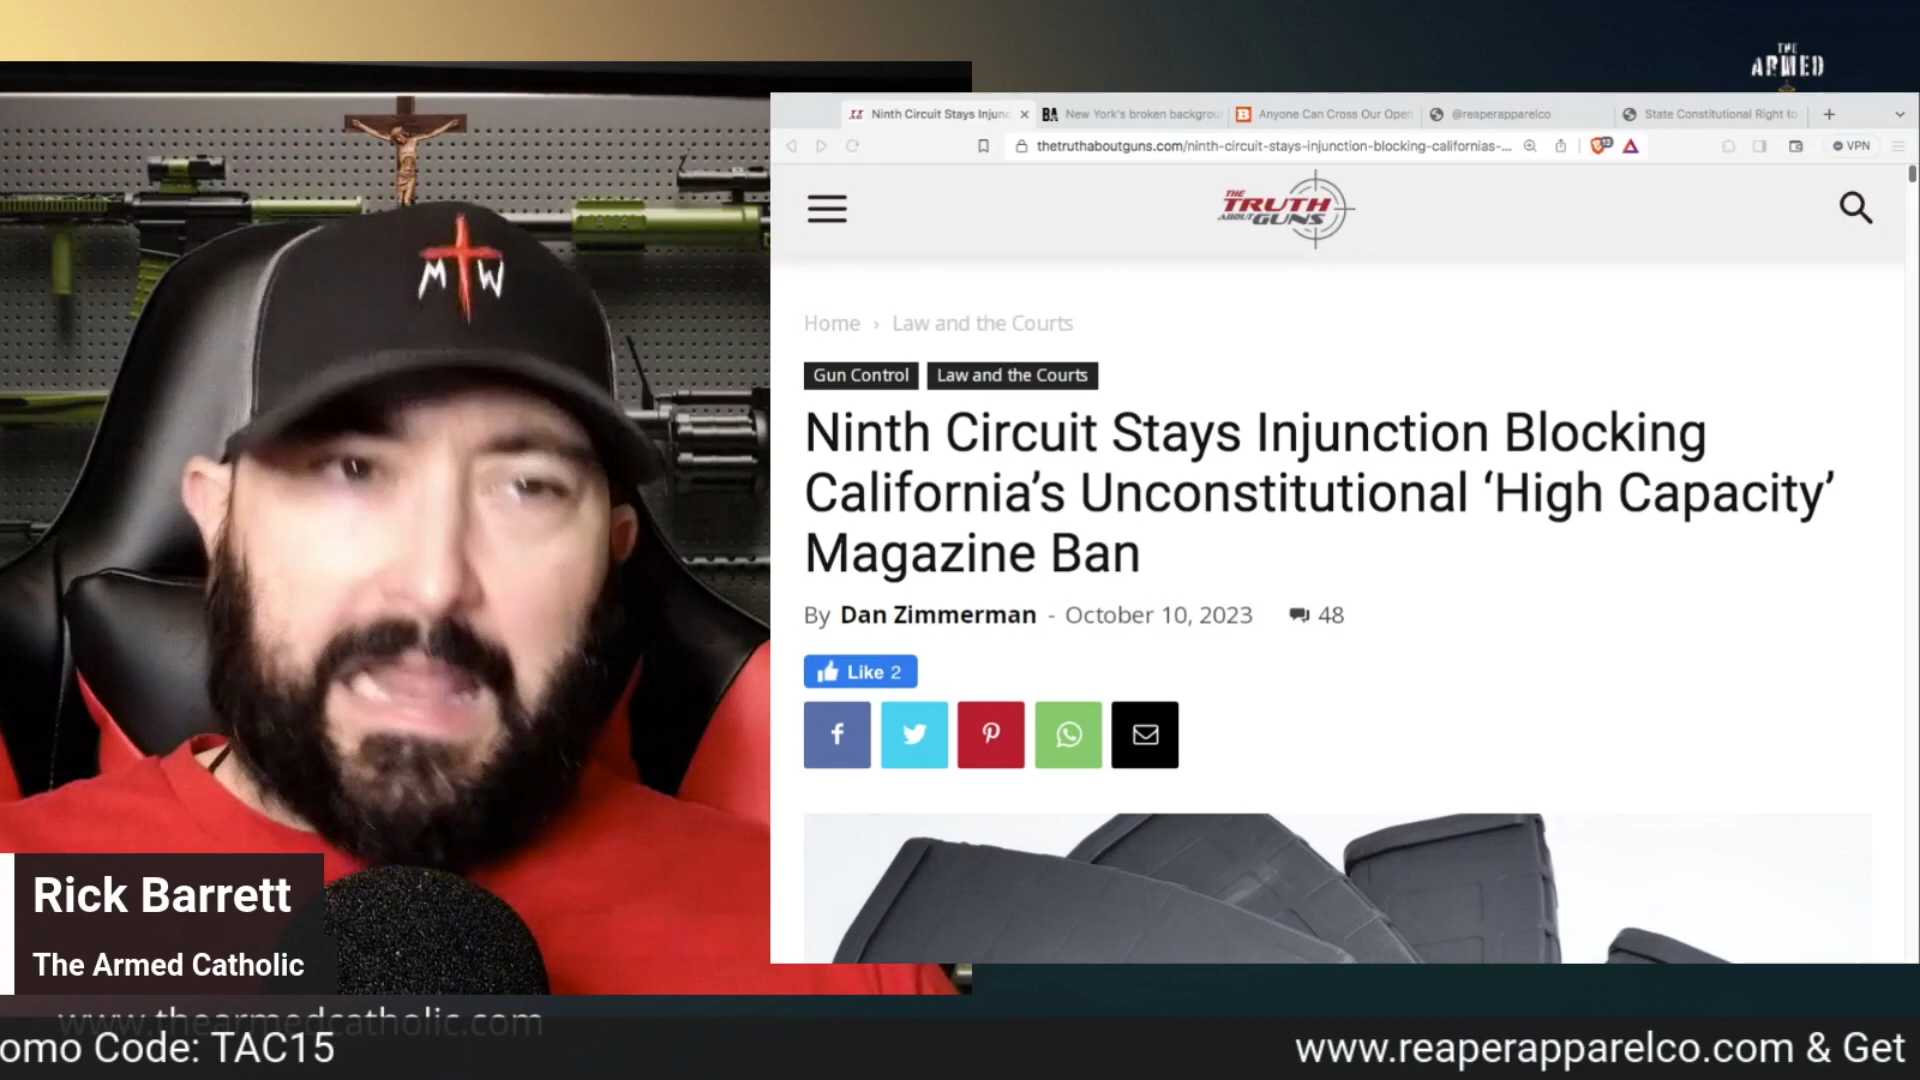 THE
ARMED
Ninth Circuit Stays Injunc
New York's broken backgrou
Anyone Can Cross Our Open
@reaperapparelco
State Constitutional Right to
thetruthaboutguns.com/ninth-circuit-stays-injunction-blocking-californias-...
VPN
THE
TRUTH
ABOUT GUNS
Home › Law and the Courts
Gun Control
Law and the Courts
Ninth Circuit Stays Injunction Blocking
California's Unconstitutional 'High Capacity'
Magazine Ban
By Dan Zimmerman - October 10, 2023 48
Like 2
M W
Rick Barrett
The Armed Catholic
www.thearmedcatholic.com
omo Code: TAC15
www.reaperapparelco.com & Get